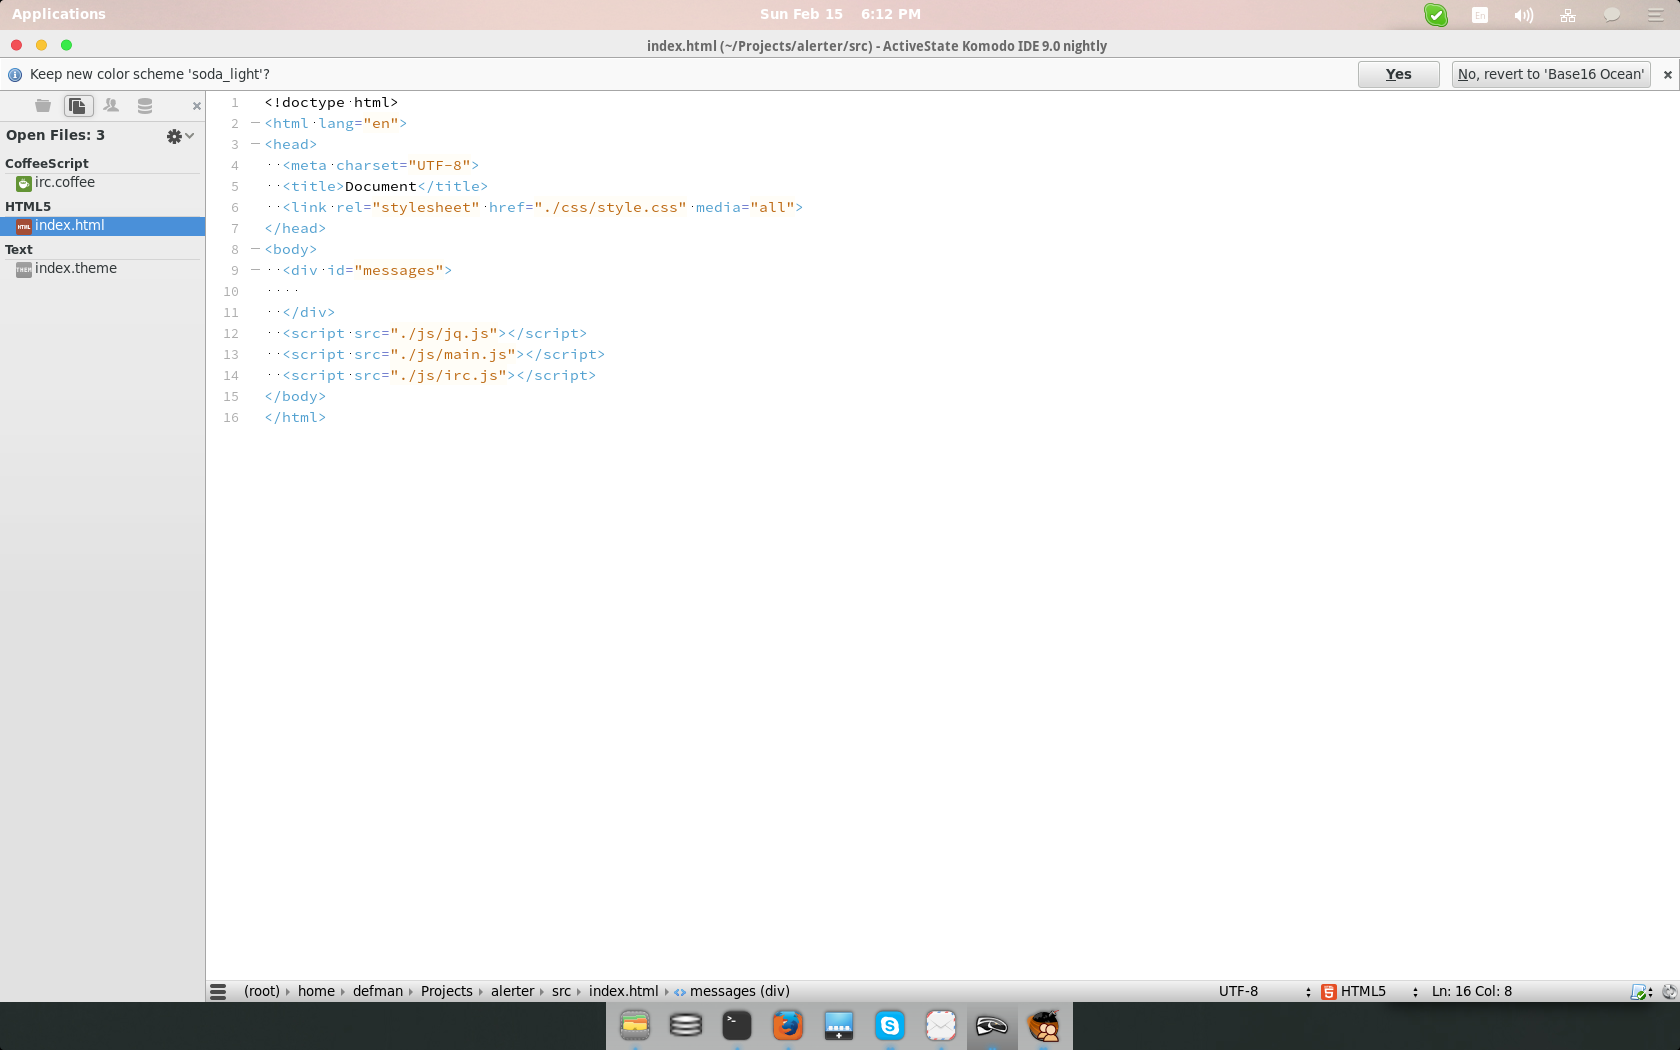 Applications
Sun Feb 15 6:12 PM
En
index.html (~/Projects/alerter/src) - ActiveState Komodo IDE 9.0 nightly
Keep new color scheme 'soda_light'?
Yes
No, revert to 'Base16 Ocean'
Open Files: 3
CoffeeScript
irc.coffee
HTML5
HTML index.html
Text
THEM index.theme
1 <!doctype·html>
2 <html·lang="en">
3 <head>
4 ··<meta·charset="UTF-8">
5 ··<title>Document</title>
6 ··<link·rel="stylesheet"·href="./css/style.css"·media="all">
7 </head>
8 <body>
9 ··<div·id="messages">
10 ····
11 ··</div>
12 ··<script·src="./js/jq.js"></script>
13 ··<script·src="./js/main.js"></script>
14 ··<script·src="./js/irc.js"></script>
15 </body>
16 </html>
(root) home defman Projects alerter src index.html <> messages (div)
UTF-8
HTML5
Ln: 16 Col: 8